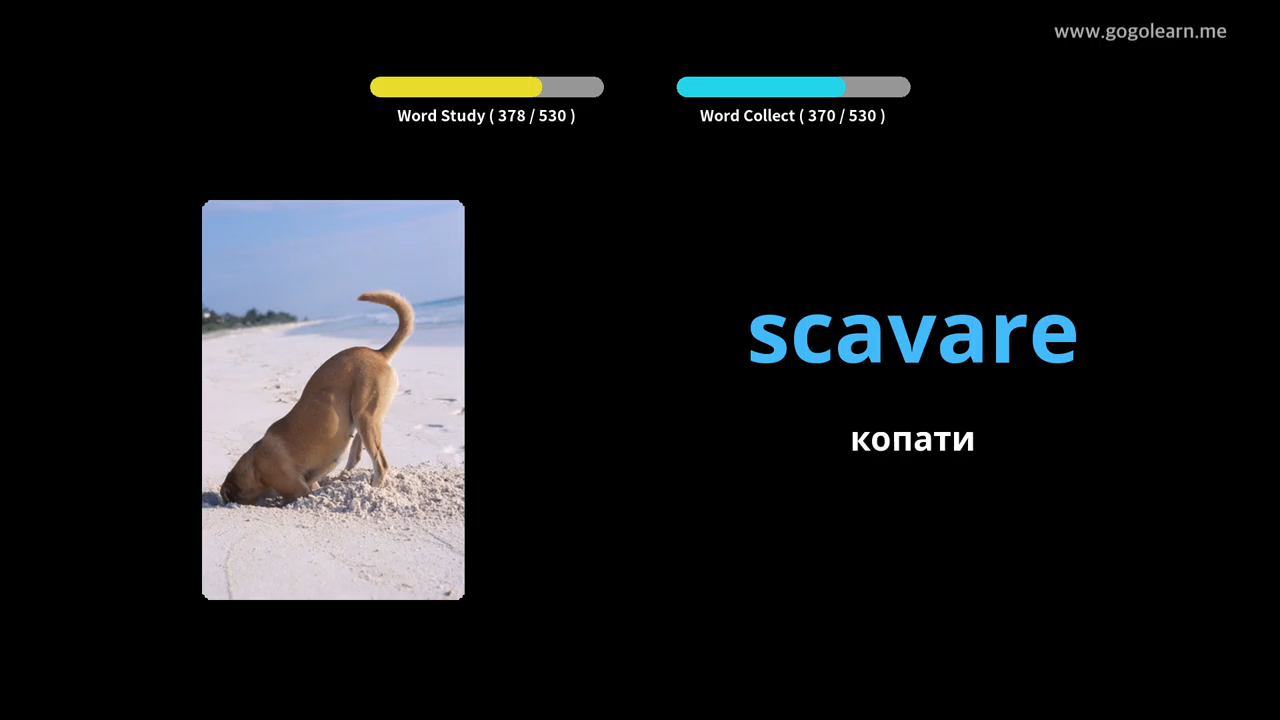 www.gogolearn.me
Word Study ( 378 / 530 )
Word Collect ( 370 / 530 )
scavare
копати